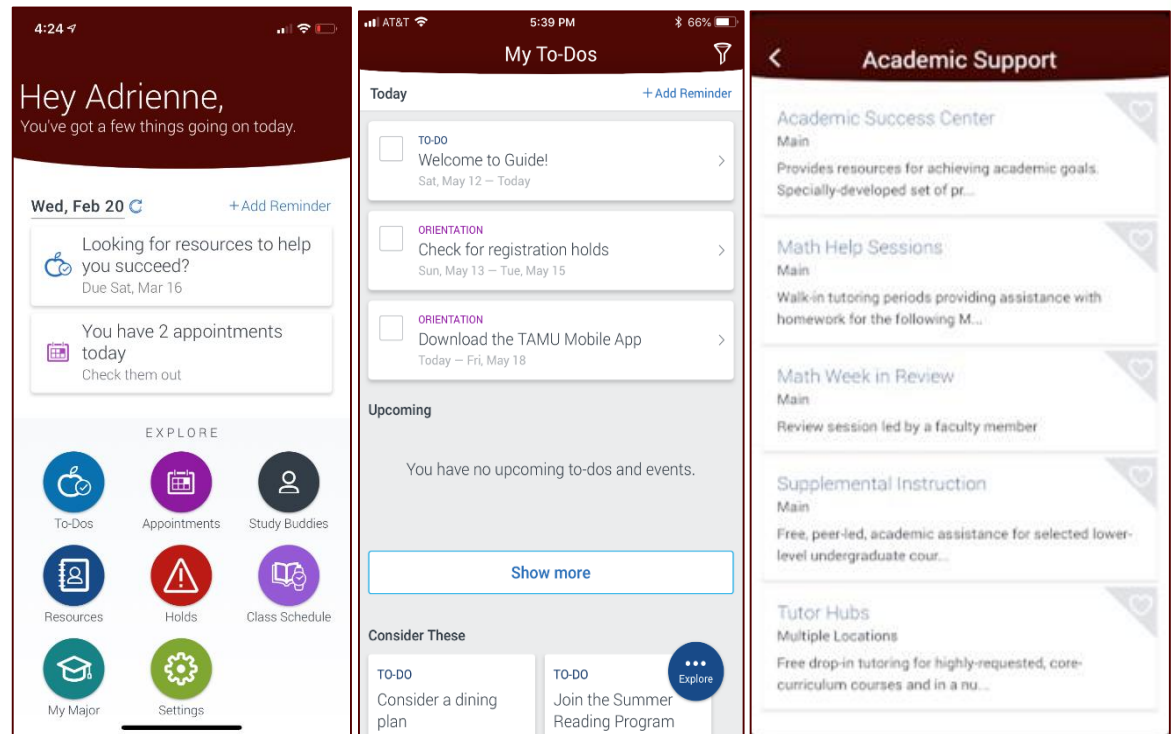 4:24
Hey Adrienne,
You've got a few things going on today.
Wed, Feb 20
+Add Reminder
Looking for resources to help
you succeed?
Due Sat, Mar 16
You have 2 appointments
today
Check them out
EXPLORE
To-Dos
Appointments
Study Buddies
Resources
Holds
Class Schedule
My Major
Settings
AT&T
5:39 PM
66%
My To-Dos
Today
+ Add Reminder
TO-DO
Welcome to Guide!
Sat, May 12 — Today
ORIENTATION
Check for registration holds
Sun, May 13 — Tue, May 15
ORIENTATION
Download the TAMU Mobile App
Today — Fri, May 18
Upcoming
You have no upcoming to-dos and events.
Show more
Consider These
TO-DO
Consider a dining
plan
TO-DO
Join the Summer
Reading Program
Explore
Academic Support
Academic Success Center
Main
Provides resources for achieving academic goals.
Specially-developed set of pr...
Math Help Sessions
Main
Walk-in tutoring periods providing assistance with
homework for the following M...
Math Week in Review
Main
Review session led by a faculty member
Supplemental Instruction
Main
Free, peer-led, academic assistance for selected lower-
level undergraduate cour...
Tutor Hubs
Multiple Locations
Free drop-in tutoring for highly-requested, core-
curriculum courses and in a nu...